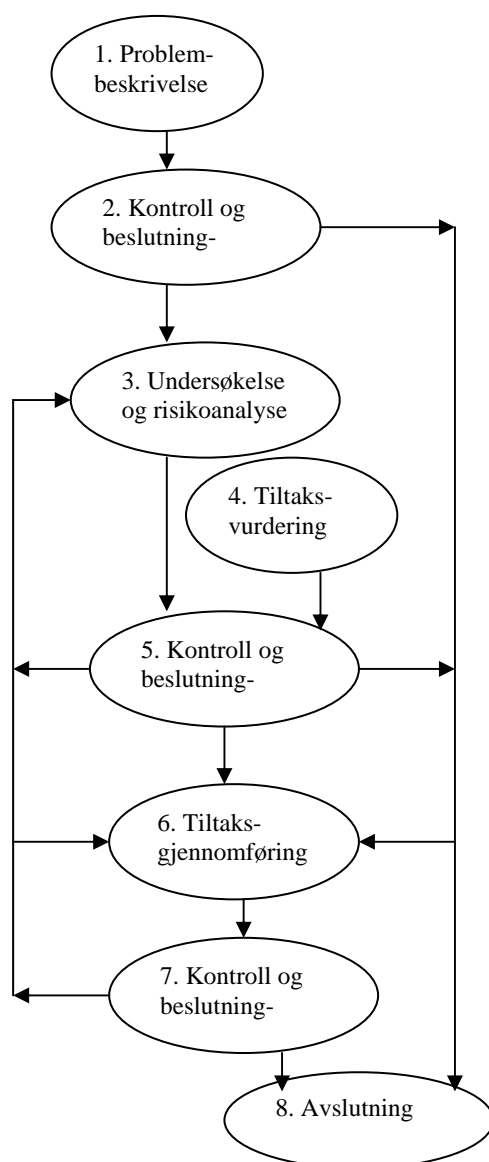 1. Problem-
beskrivelse
2. Kontroll og
beslutning-
3. Undersøkelse
og risikoanalyse
4. Tiltaks-
vurdering
5. Kontroll og
beslutning-
6. Tiltaks-
gjennomføring
7. Kontroll og
beslutning-
8. Avslutning